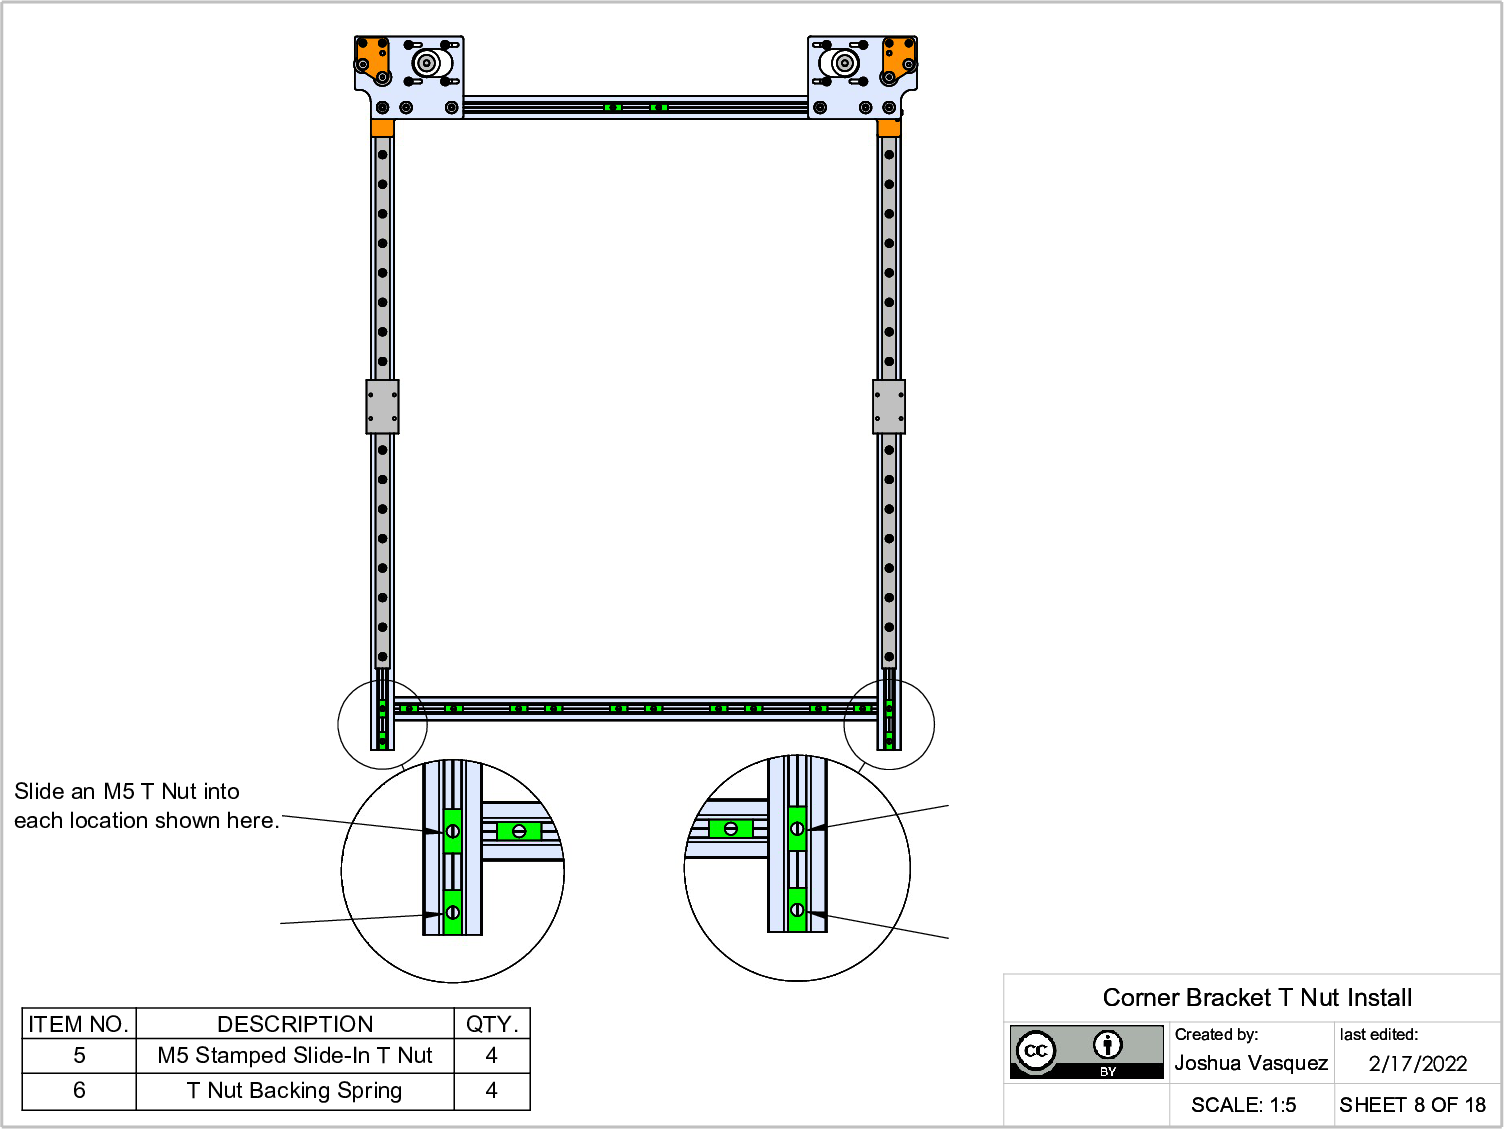 Slide an M5 T Nut into
each location shown here.
ITEM NO. DESCRIPTION QTY.
5 M5 Stamped Slide-In T Nut 4
6 T Nut Backing Spring 4
Corner Bracket T Nut Install
cc BY
Created by: last edited:
Joshua Vasquez 2/17/2022
SCALE: 1:5 SHEET 8 OF 18